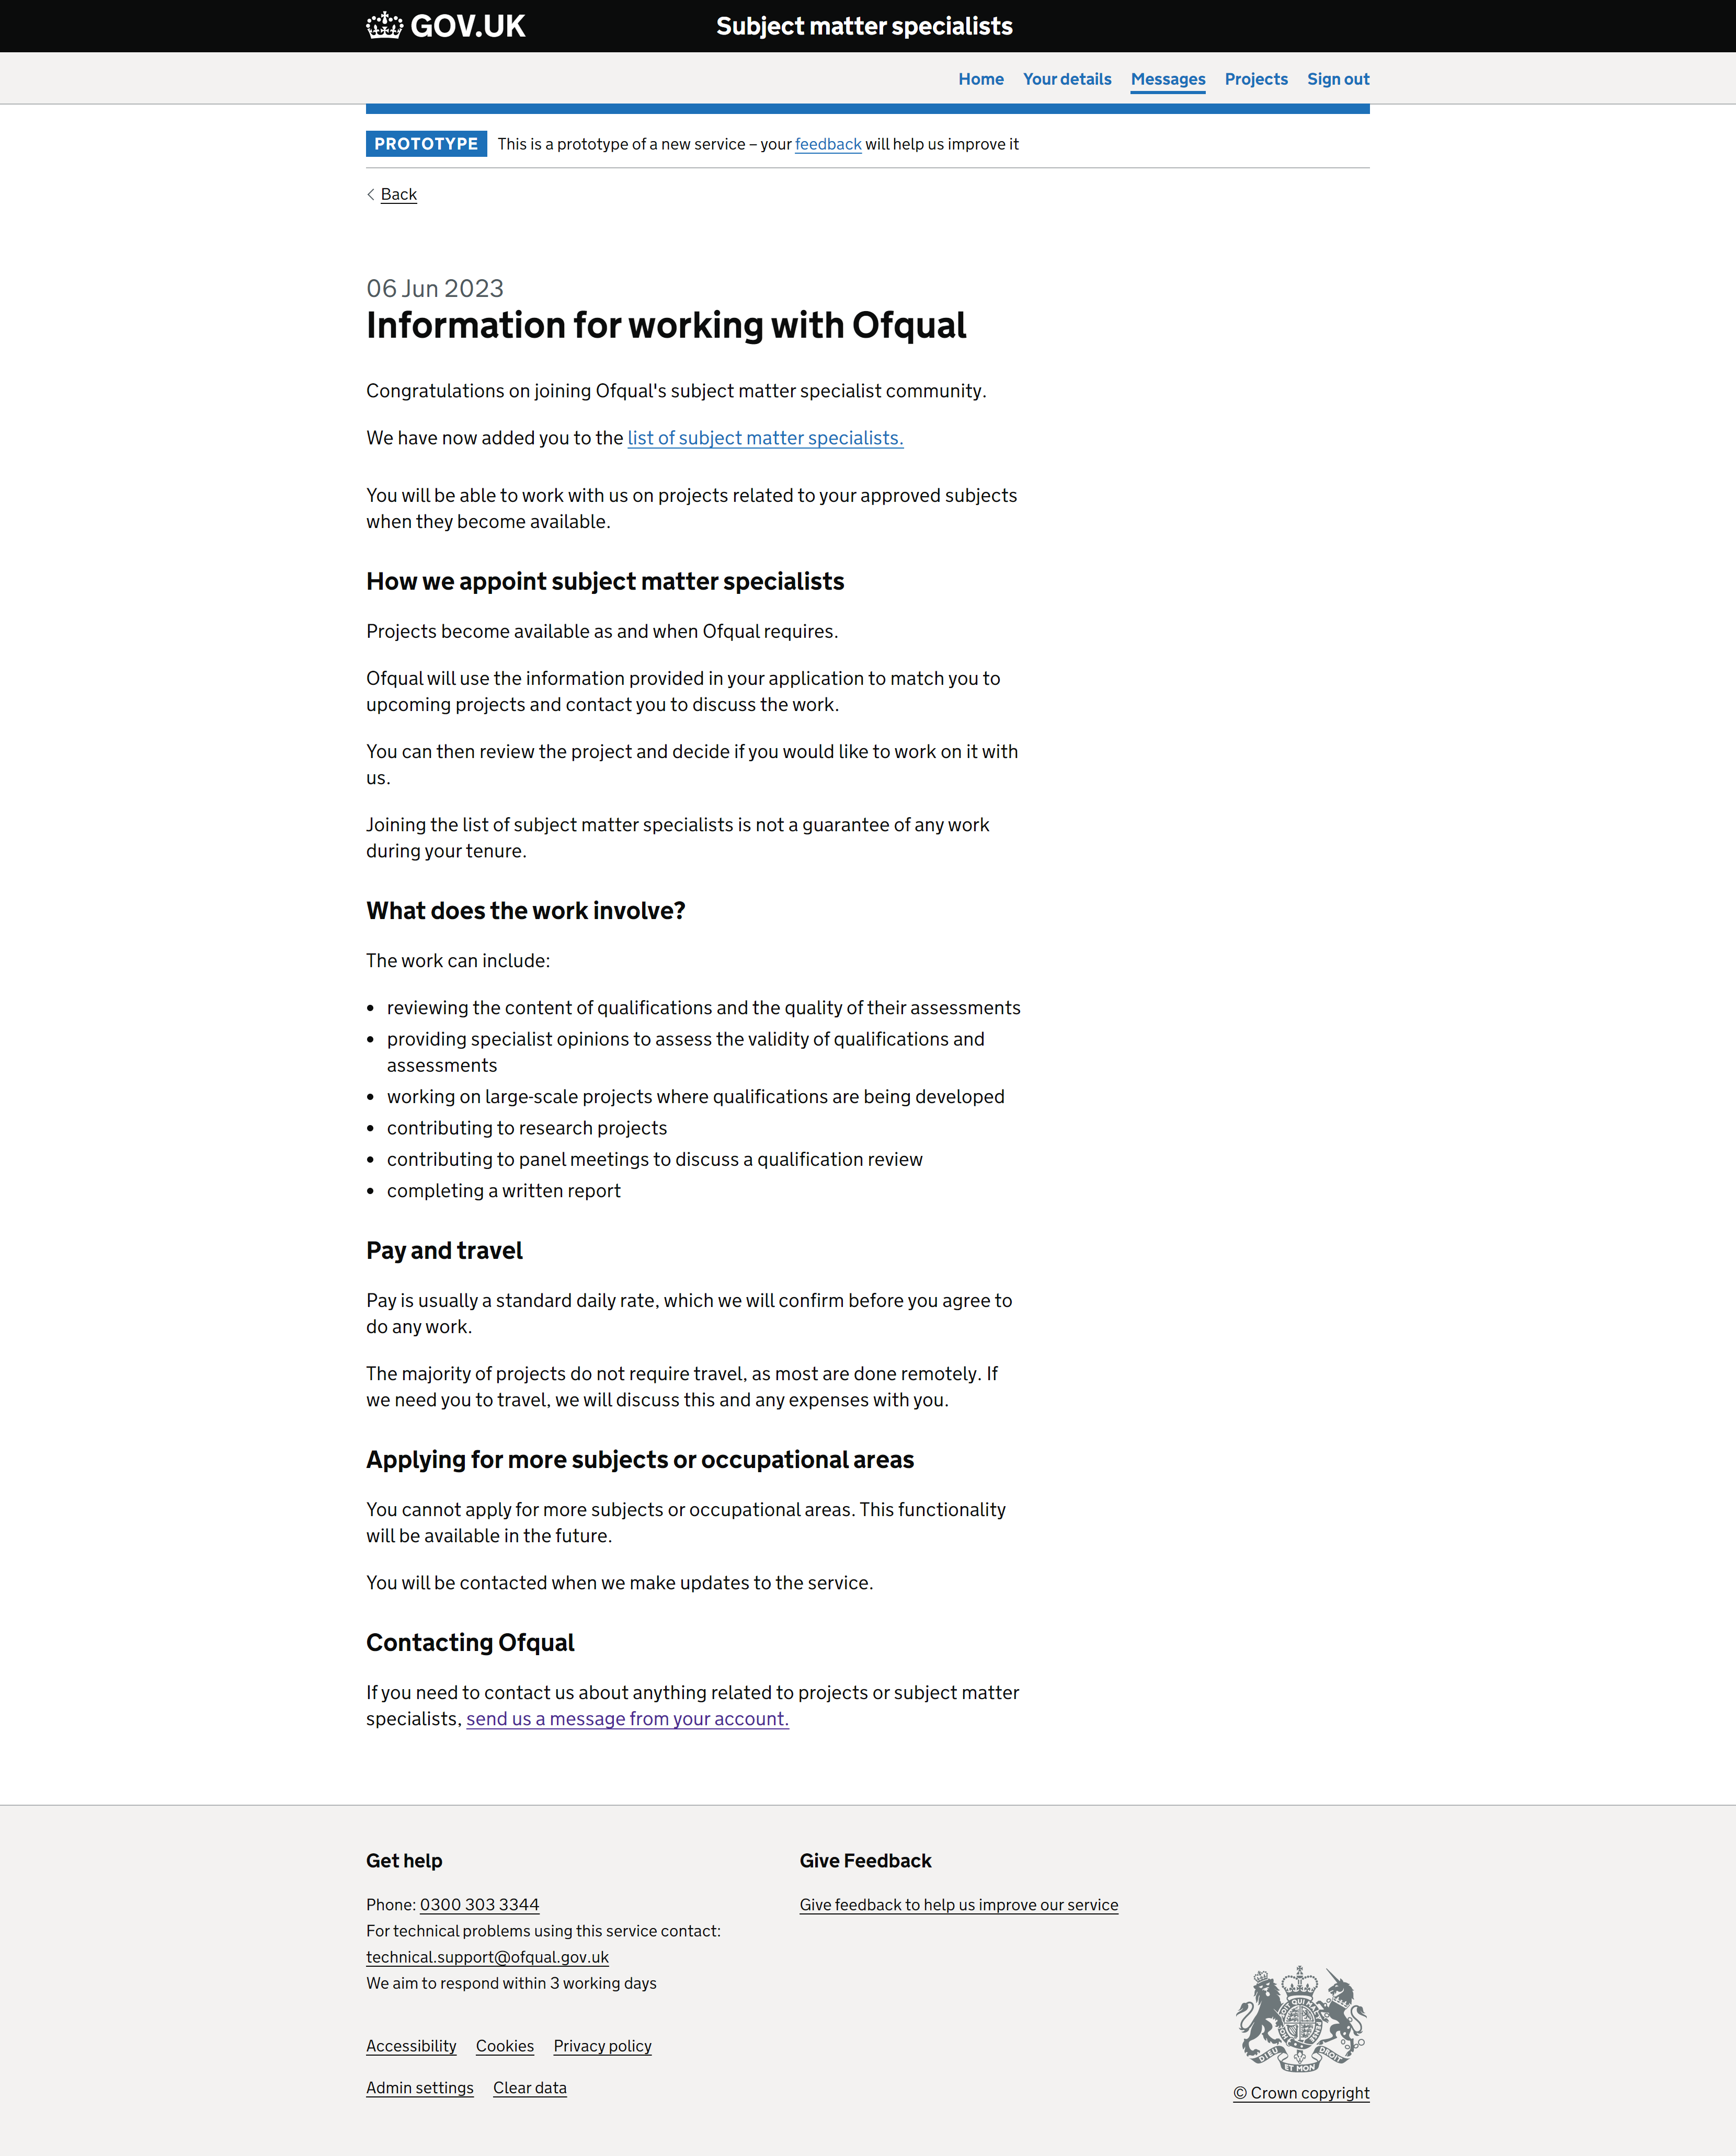 GOV.UK
Subject matter specialists
Home Your details Messages Projects Sign out
PROTOTYPE This is a prototype of a new service – your feedback will help us improve it
Back
06 Jun 2023
Information for working with Ofqual
Congratulations on joining Ofqual's subject matter specialist community.
We have now added you to the list of subject matter specialists.
You will be able to work with us on projects related to your approved subjects
when they become available.
How we appoint subject matter specialists
Projects become available as and when Ofqual requires.
Ofqual will use the information provided in your application to match you to
upcoming projects and contact you to discuss the work.
You can then review the project and decide if you would like to work on it with
us.
Joining the list of subject matter specialists is not a guarantee of any work
during your tenure.
What does the work involve?
The work can include:
• reviewing the content of qualifications and the quality of their assessments
• providing specialist opinions to assess the validity of qualifications and
assessments
• working on large-scale projects where qualifications are being developed
• contributing to research projects
• contributing to panel meetings to discuss a qualification review
• completing a written report
Pay and travel
Pay is usually a standard daily rate, which we will confirm before you agree to
do any work.
The majority of projects do not require travel, as most are done remotely. If
we need you to travel, we will discuss this and any expenses with you.
Applying for more subjects or occupational areas
You cannot apply for more subjects or occupational areas. This functionality
will be available in the future.
You will be contacted when we make updates to the service.
Contacting Ofqual
If you need to contact us about anything related to projects or subject matter
specialists, send us a message from your account.
Get help
Phone: 0300 303 3344
For technical problems using this service contact:
technical.support@ofqual.gov.uk
We aim to respond within 3 working days
Give Feedback
Give feedback to help us improve our service
Accessibility Cookies Privacy policy
Admin settings Clear data
DIEU ET MON DROIT
© Crown copyright